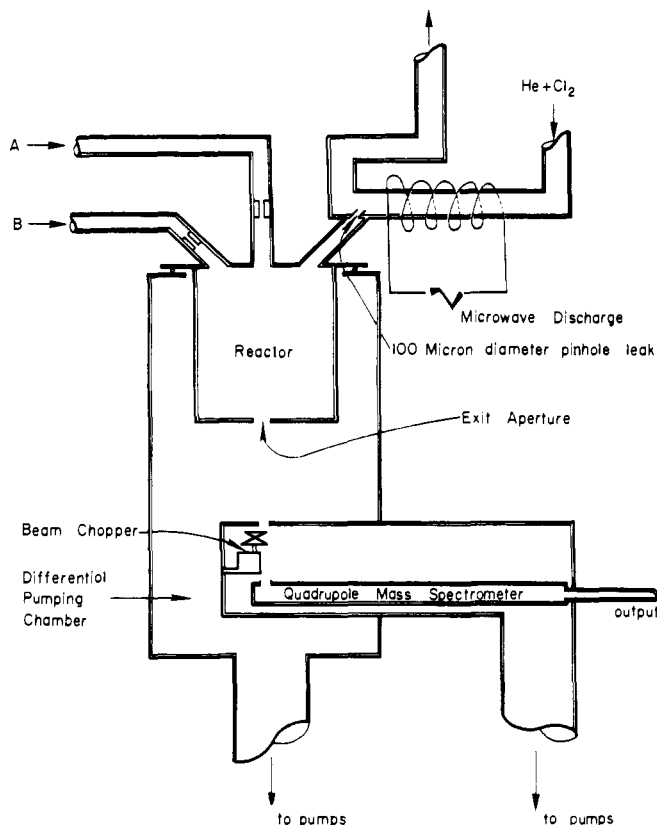 He+Cl₂
A
B
Microwave Discharge
100 Micron diameter pinhole leak
Reactor
Exit Aperture
Beam Chopper
Differential
Pumping
Chamber
Quadrupole Mass Spectrometer
output
to pumps
to pumps